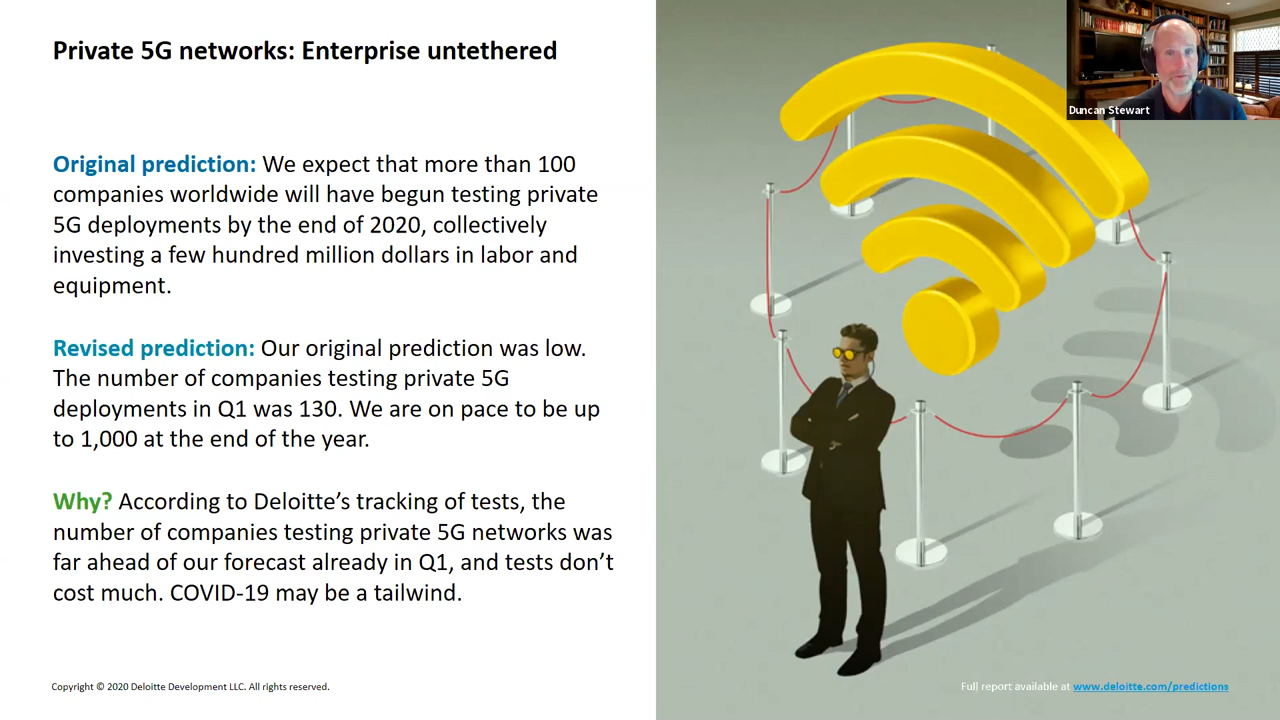 Private 5G networks: Enterprise untethered
Duncan Stewart
Original prediction: We expect that more than 100
companies worldwide will have begun testing private
5G deployments by the end of 2020, collectively
investing a few hundred million dollars in labor and
equipment.
Revised prediction: Our original prediction was low.
The number of companies testing private 5G
deployments in Q1 was 130. We are on pace to be up
to 1,000 at the end of the year.
Why? According to Deloitte’s tracking of tests, the
number of companies testing private 5G networks was
far ahead of our forecast already in Q1, and tests don’t
cost much. COVID-19 may be a tailwind.
Copyright © 2020 Deloitte Development LLC. All rights reserved.
Full report available at www.deloitte.com/predictions